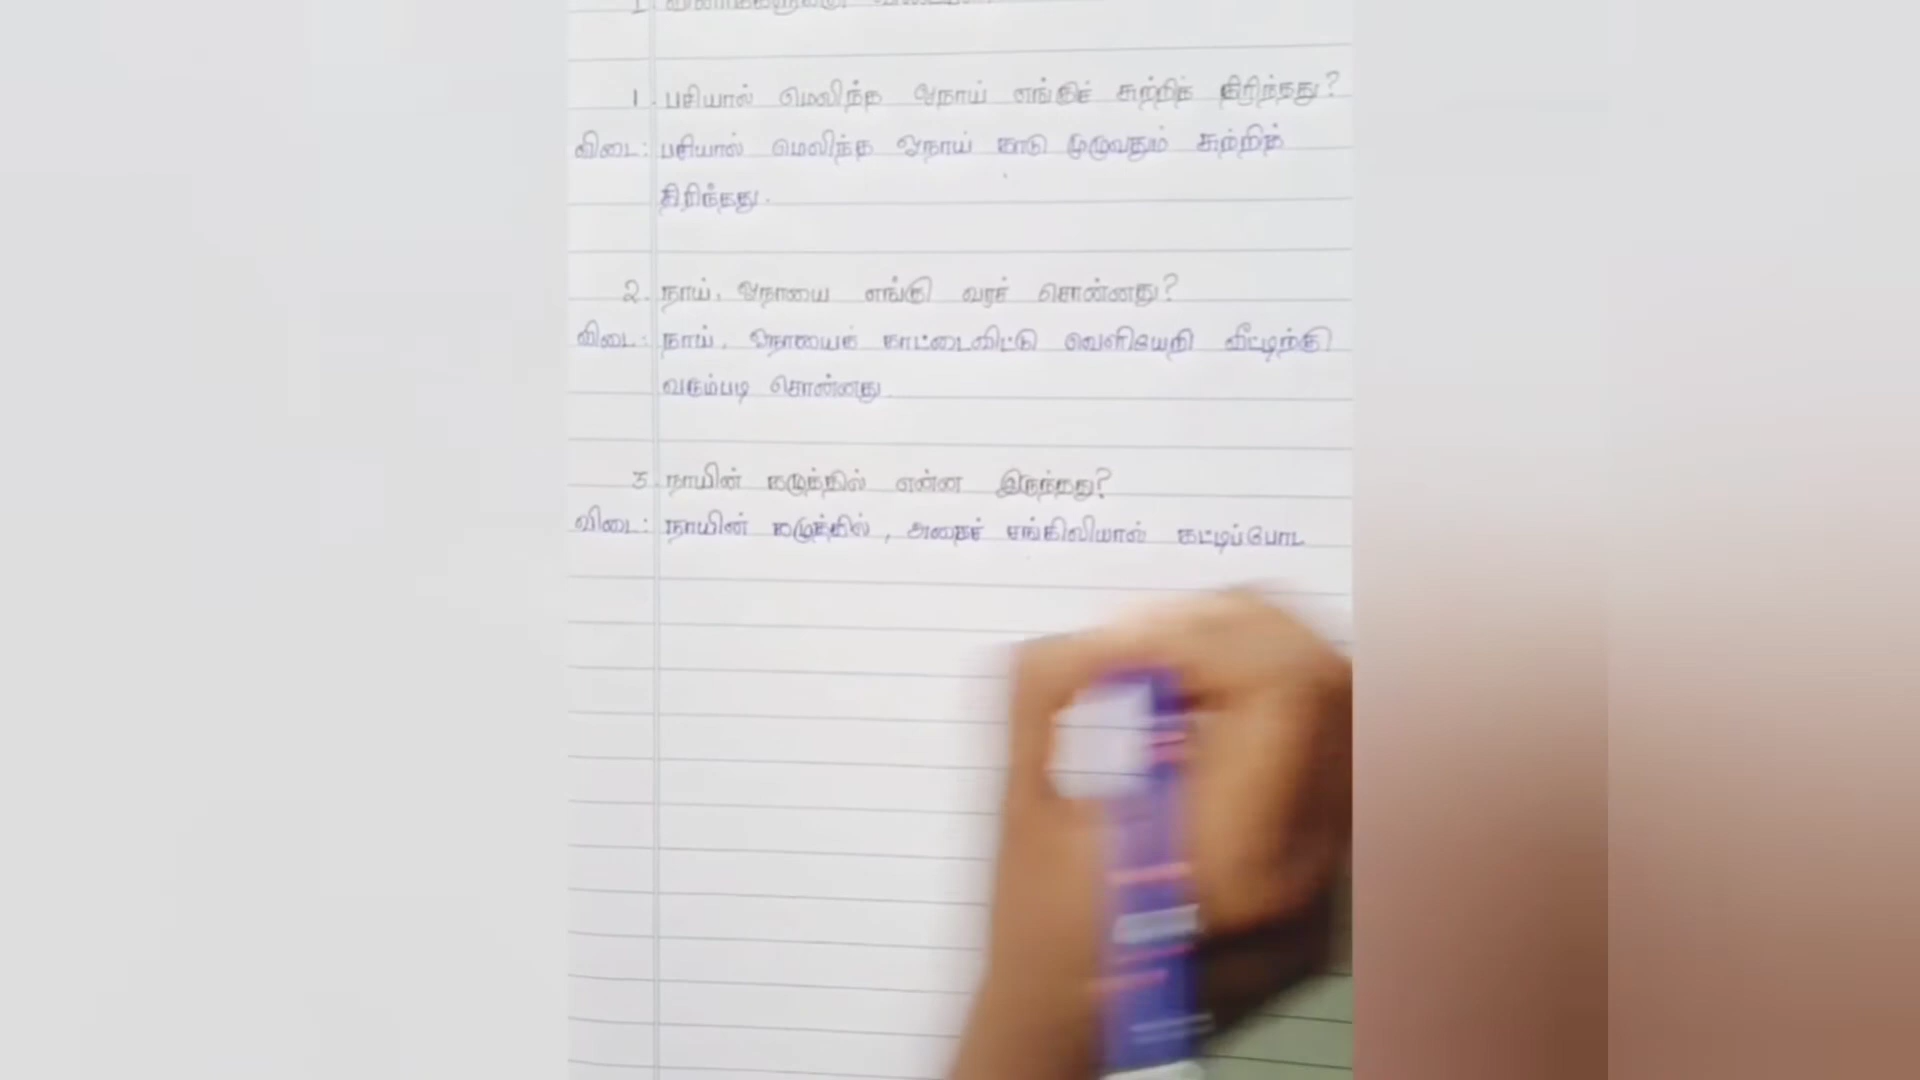 1. பசியால் மெலிந்த ஓநாய் எங்குச் சுற்றித் திரிந்தது?
விடை: பசியால் மெலிந்த ஓநாய் காடு முழுவதும் சுற்றித்
திரிந்தது.
2. நாய், ஓநாயை எங்கு வரச் சொன்னது?
விடை: நாய், ஓநாயைக் காட்டைவிட்டு வெளியேறி வீட்டிற்கு
வரும்படி சொன்னது.
3. நாயின் கழுத்தில் என்ன இருந்தது?
விடை: நாயின் கழுத்தில், அதைச் சங்கிலியால் கட்டிப்போட